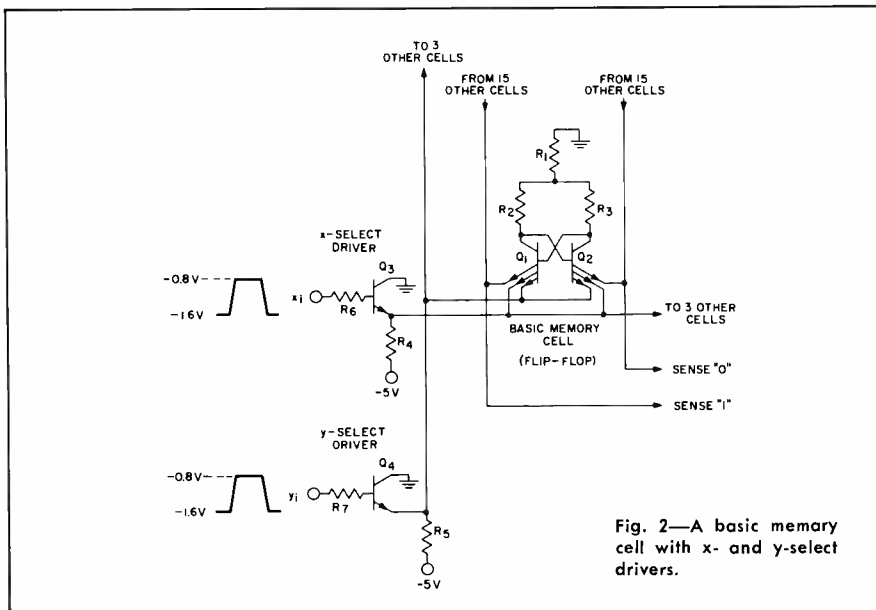 TO 3
OTHER CELLS
FROM 15
OTHER CELLS
FROM 15
OTHER CELLS
R1
R2
R3
x-SELECT
DRIVER
Q1
Q2
Q3
-0.8V
-1.6V
xi
R6
R4
-5V
BASIC MEMORY
CELL
(FLIP-FLOP)
TO 3 OTHER
CELLS
SENSE "0"
SENSE "1"
y-SELECT
DRIVER
Q4
-0.8V
-1.6V
yi
R7
R5
-5V
Fig. 2—A basic memary
cell with x- and y-select
drivers.